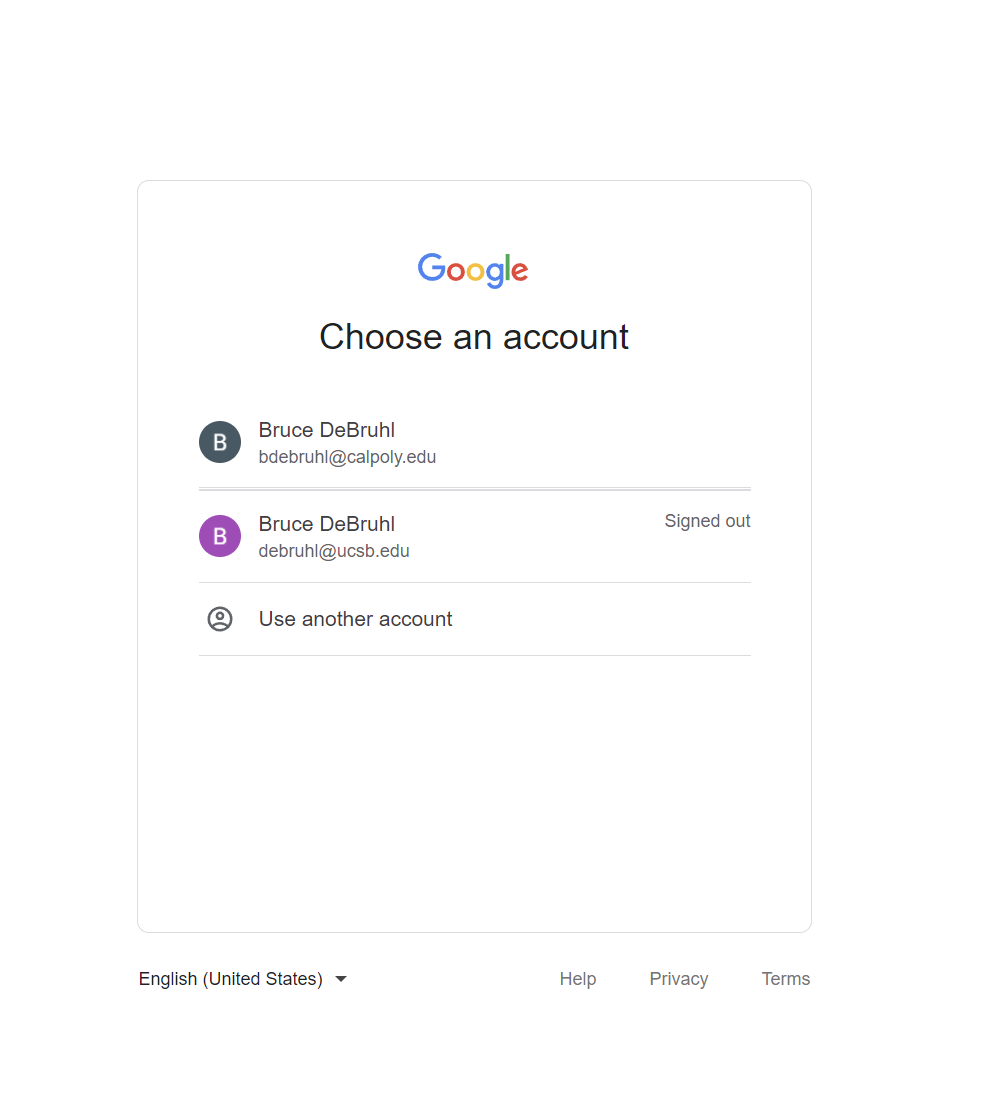 Google
Choose an account
B
Bruce DeBruhl
bdebruhl@calpoly.edu
B
Bruce DeBruhl
Signed out
debruhl@ucsb.edu
Use another account
English (United States)
Help
Privacy
Terms